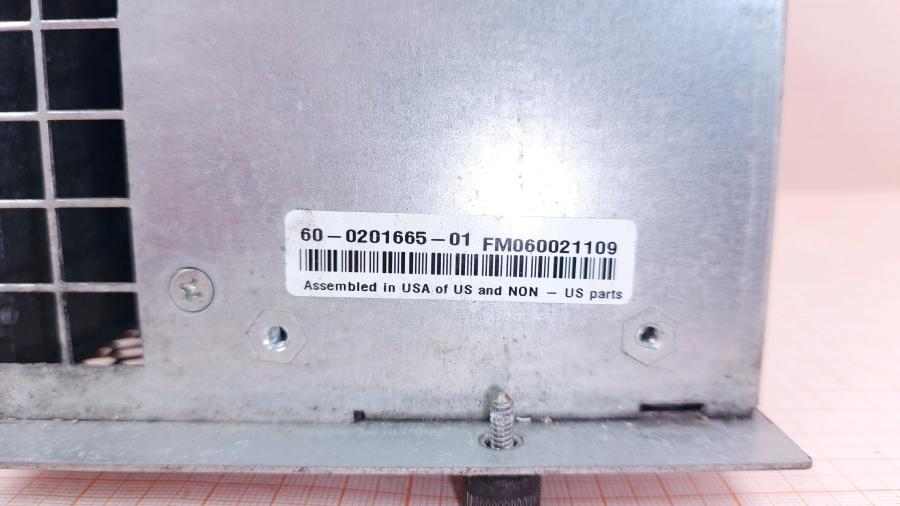 60-0201665-01 FM060021109
Assembled in USA of US and NON - US parts